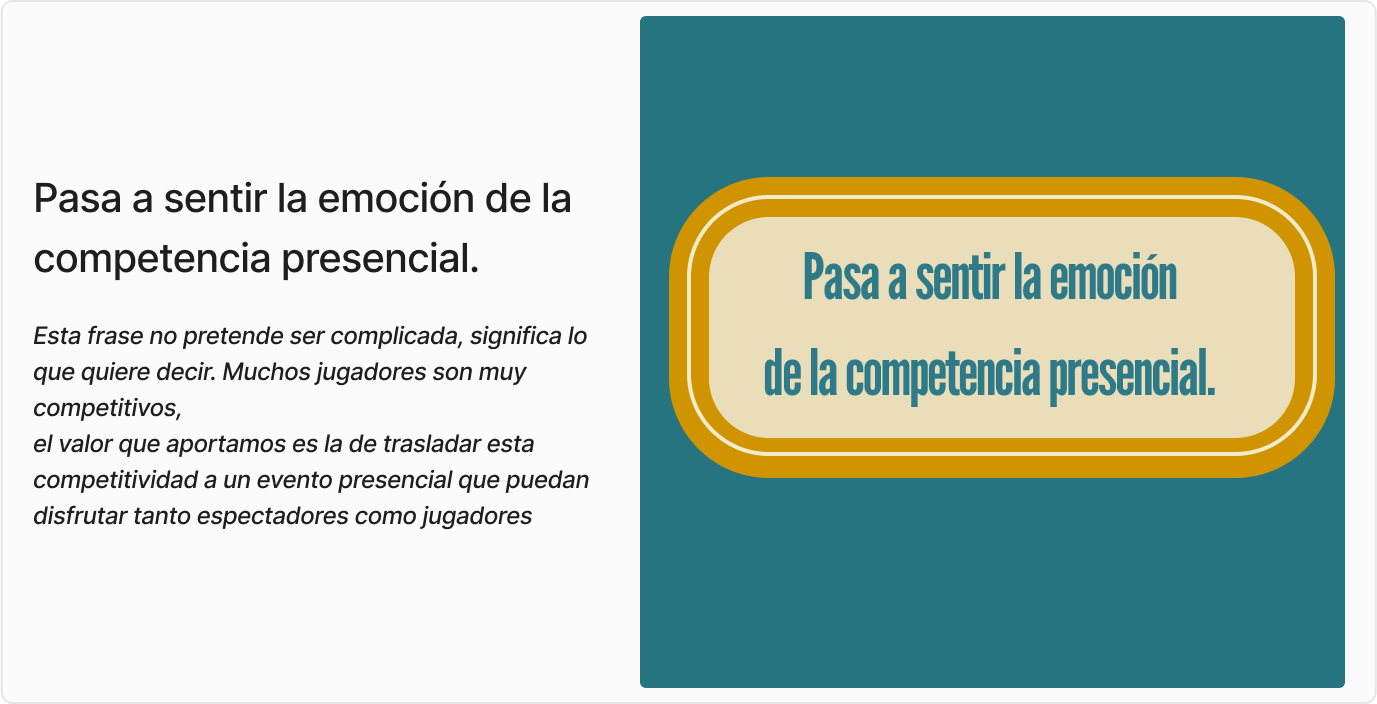 Pasa a sentir la emoción de la
competencia presencial.
Esta frase no pretende ser complicada, significa lo
que quiere decir. Muchos jugadores son muy
competitivos,
el valor que aportamos es la de trasladar esta
competitividad a un evento presencial que puedan
disfrutar tanto espectadores como jugadores
Pasa a sentir la emoción
de la competencia presencial.